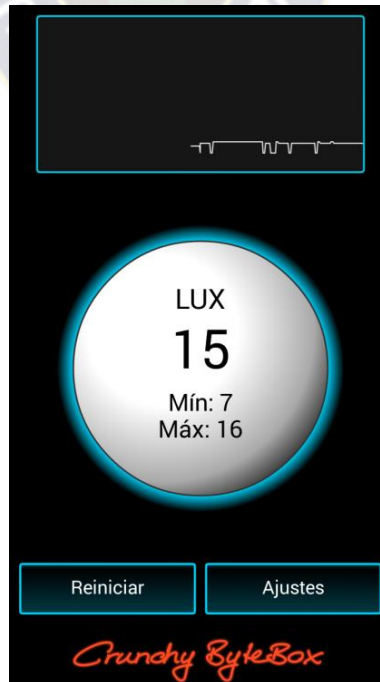 LUX
15
Mín: 7
Máx: 16
Reiniciar
Ajustes
Crunchy ByteBox